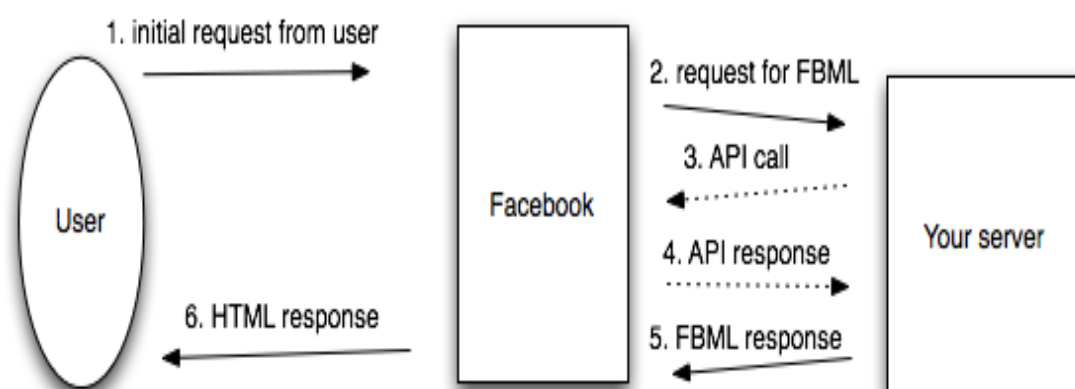 1. initial request from user
2. request for FBML
3. API call
Facebook
User
Your server
4. API response
6. HTML response
5. FBML response